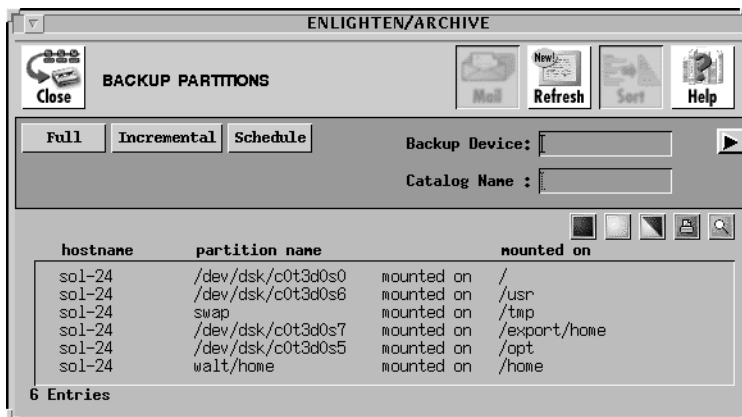 ENLIGHTEN/ARCHIVE
Close
BACKUP PARTITIONS
Mail
New!
Refresh
Sort
Help
Full Incremental Schedule
Backup Device:
Catalog Name :
hostname partition name mounted on
sol-24 /dev/dsk/c0t3d0s0 mounted on /
sol-24 /dev/dsk/c0t3d0s6 mounted on /usr
sol-24 swap mounted on /tmp
sol-24 /dev/dsk/c0t3d0s7 mounted on /export/home
sol-24 /dev/dsk/c0t3d0s5 mounted on /opt
sol-24 walt/home mounted on /home
6 Entries